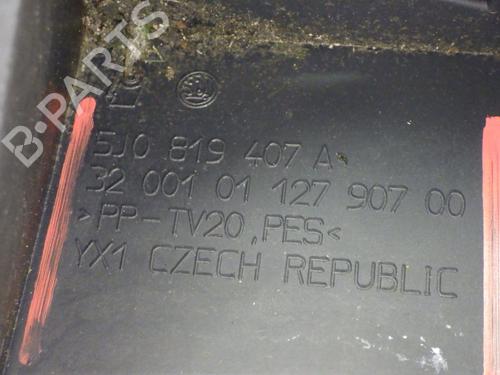 B-PARTS
5J0 819 407 A
32 001 01 127 907 00
>PP-TV20,PES<
YX1 CZECH REPUBLIC